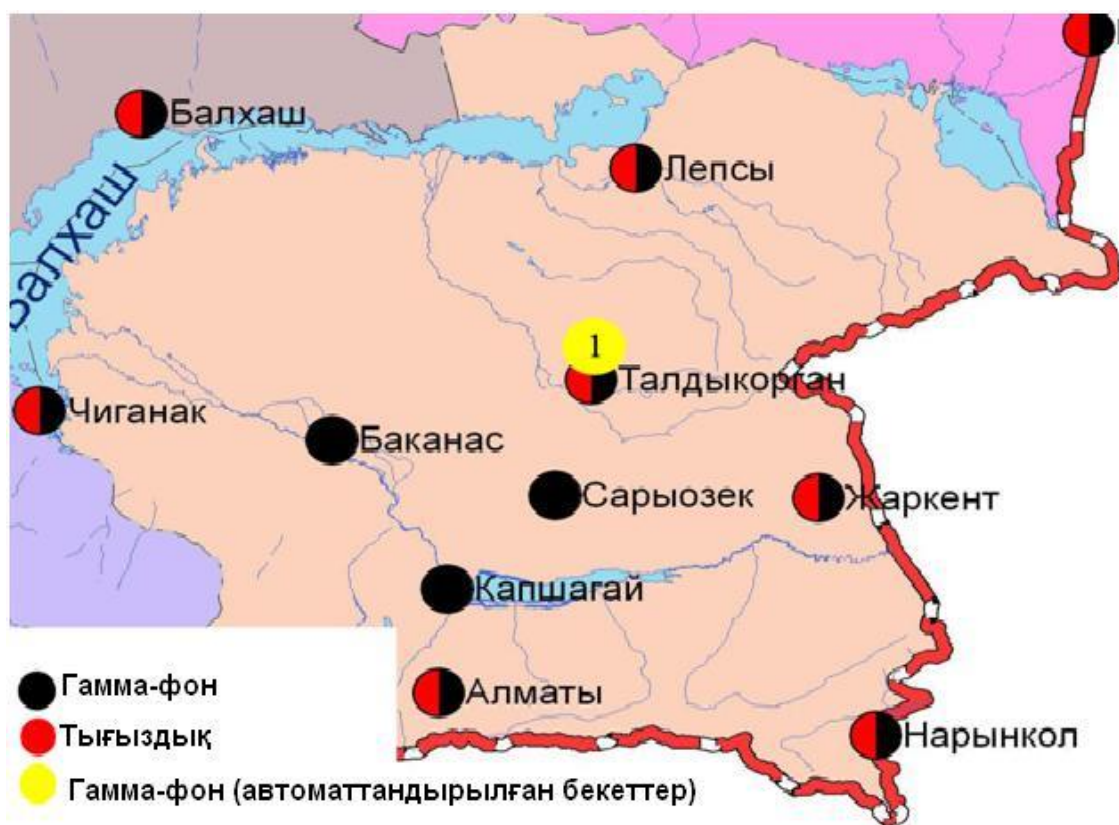 Балхаш
Лепсы
Балхаш
1
Талдыкорган
Чиганак
Баканас
Сарыозек
Жаркент
Капшагай
Алматы
Нарынкол
Гамма-фон
Тығыздық
Гамма-фон (автоматтандырылған бекеттер)